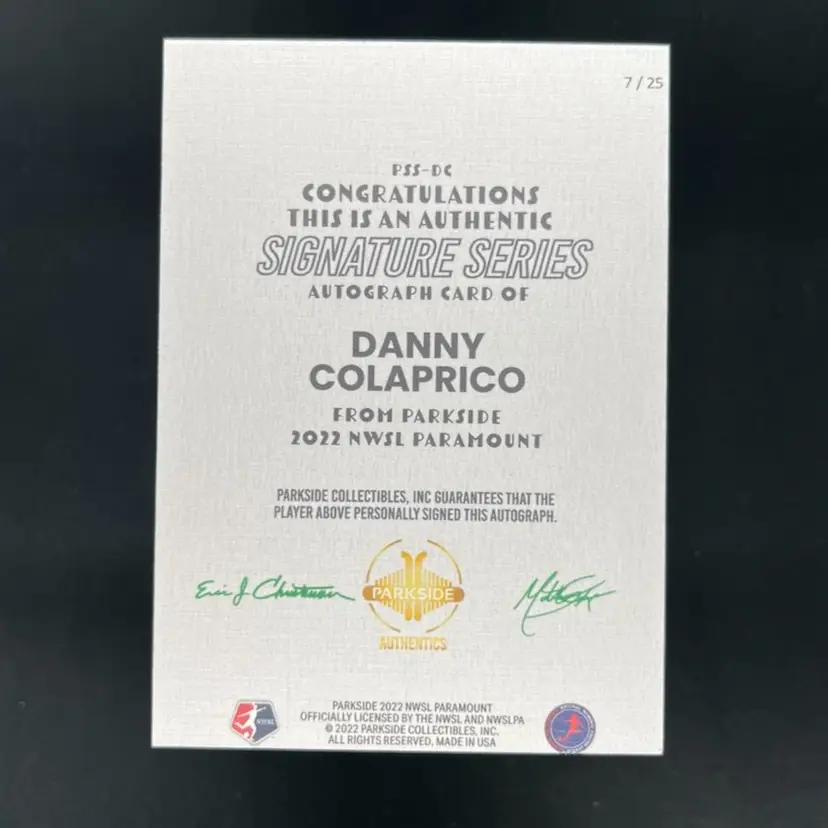 7 / 25
PSS-DC
CONGRATULATIONS
THIS IS AN AUTHENTIC
SIGNATURE SERIES
AUTOGRAPH CARD OF
DANNY
COLAPRICO
FROM PARKSIDE
2022 NWSL PARAMOUNT
PARKSIDE COLLECTIBLES, INC GUARANTEES THAT THE
PLAYER ABOVE PERSONALLY SIGNED THIS AUTOGRAPH.
PARKSIDE
AUTHENTICS
NWSL
PARKSIDE 2022 NWSL PARAMOUNT
OFFICIALLY LICENSED BY THE NWSL AND NWSLPA
© 2022 PARKSIDE COLLECTIBLES, INC.
ALL RIGHTS RESERVED, MADE IN USA